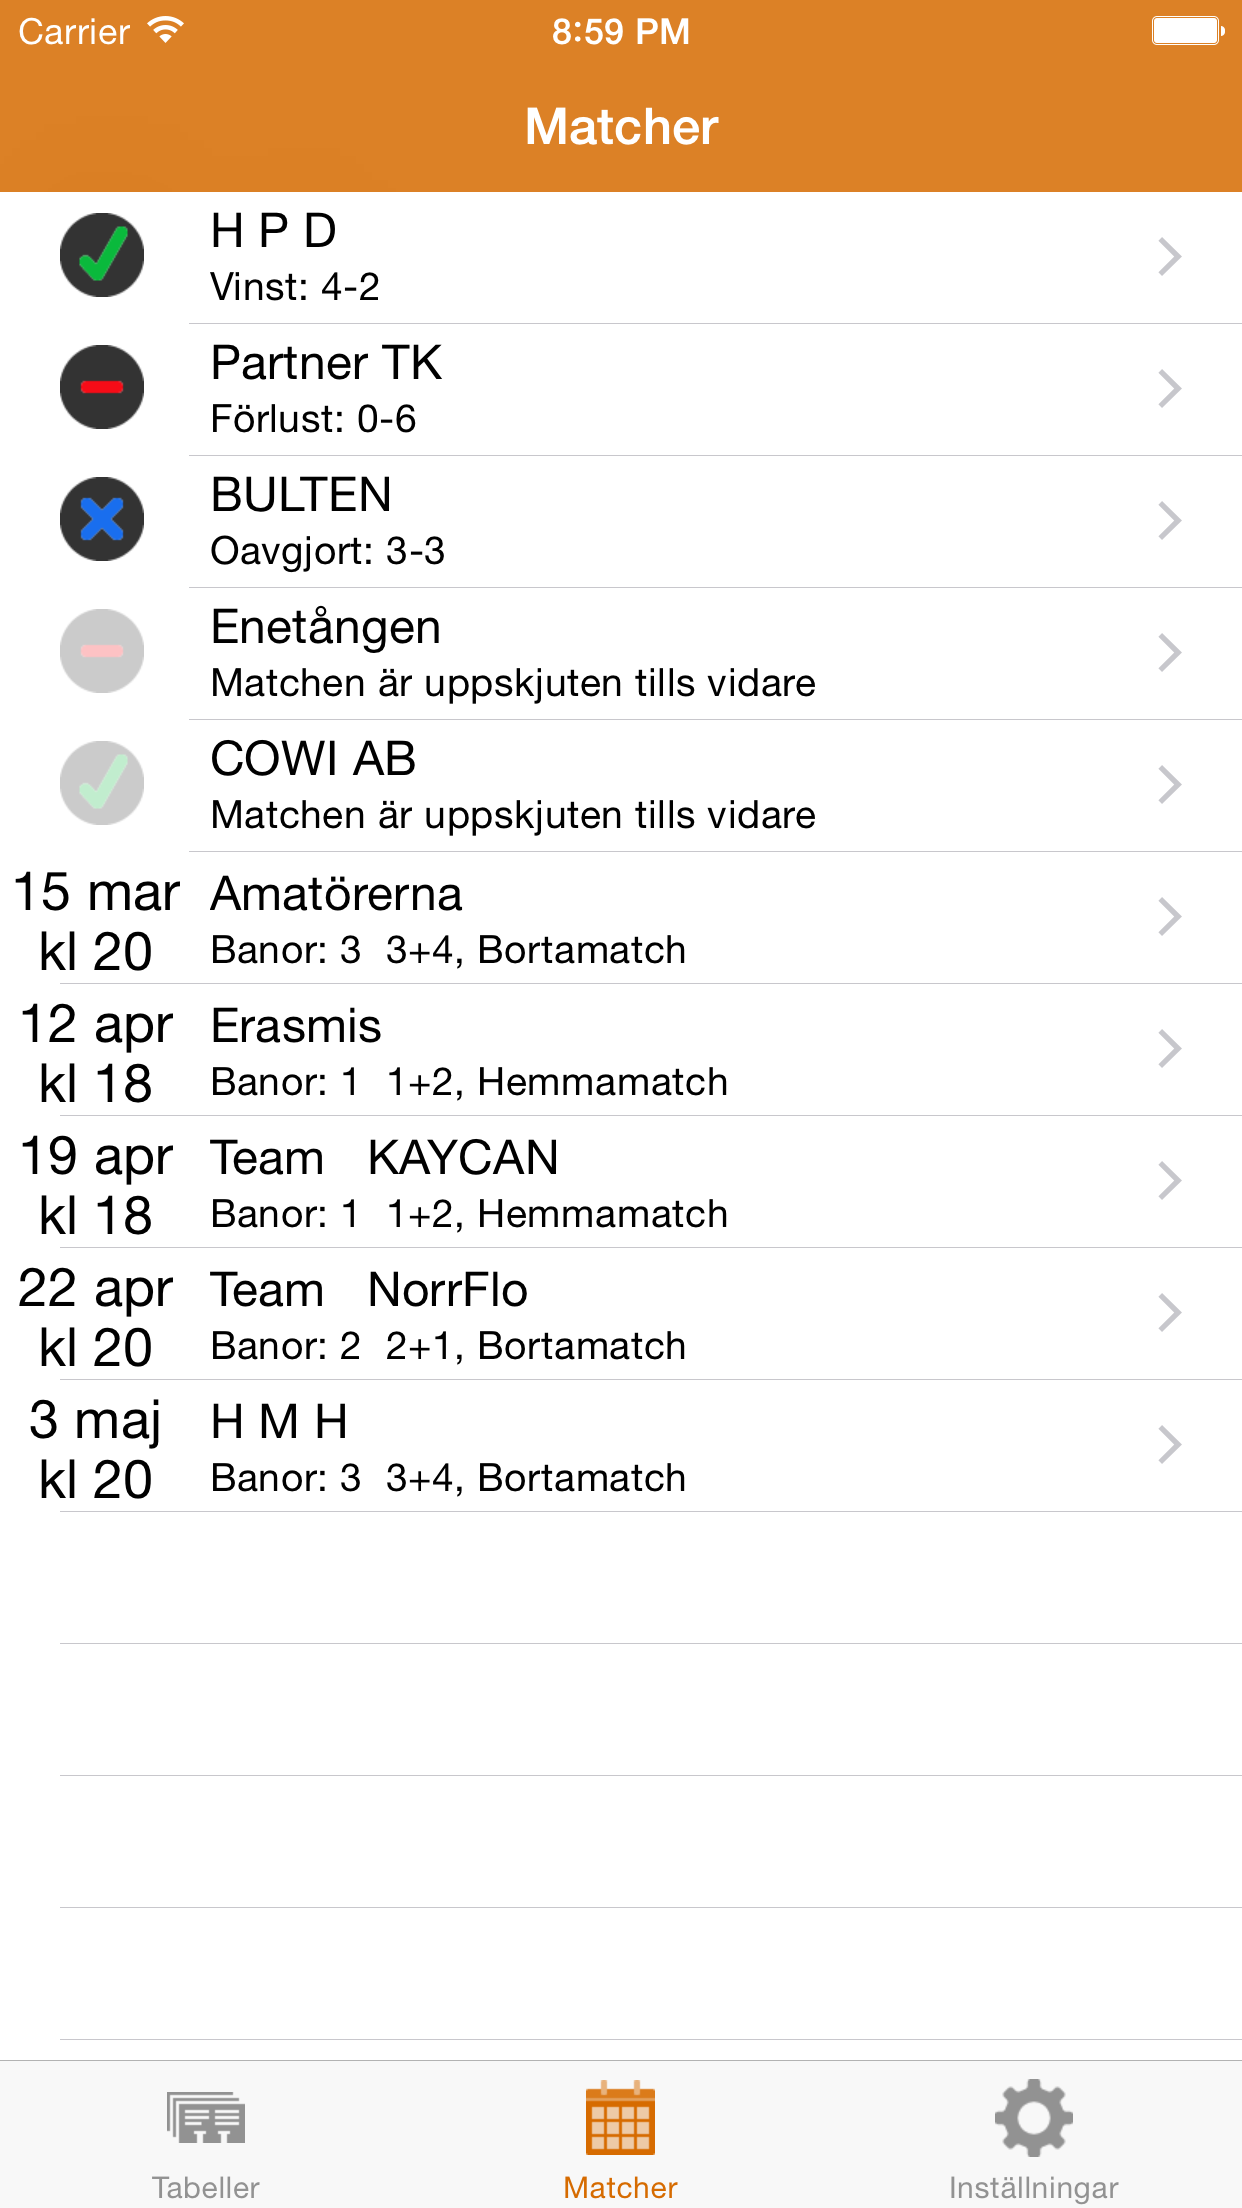 Carrier 8:59 PM
Matcher
H P D
Vinst: 4-2
Partner TK
Förlust: 0-6
BULTEN
Oavgjort: 3-3
Enetången
Matchen är uppskjuten tills vidare
COWI AB
Matchen är uppskjuten tills vidare
15 mar Amatörerna
kl 20 Banor: 3  3+4, Bortamatch
12 apr Erasmis
kl 18 Banor: 1  1+2, Hemmamatch
19 apr Team   KAYCAN
kl 18 Banor: 1  1+2, Hemmamatch
22 apr Team   NorrFlo
kl 20 Banor: 2  2+1, Bortamatch
3 maj H M H
kl 20 Banor: 3  3+4, Bortamatch
Tabeller Matcher Inställningar